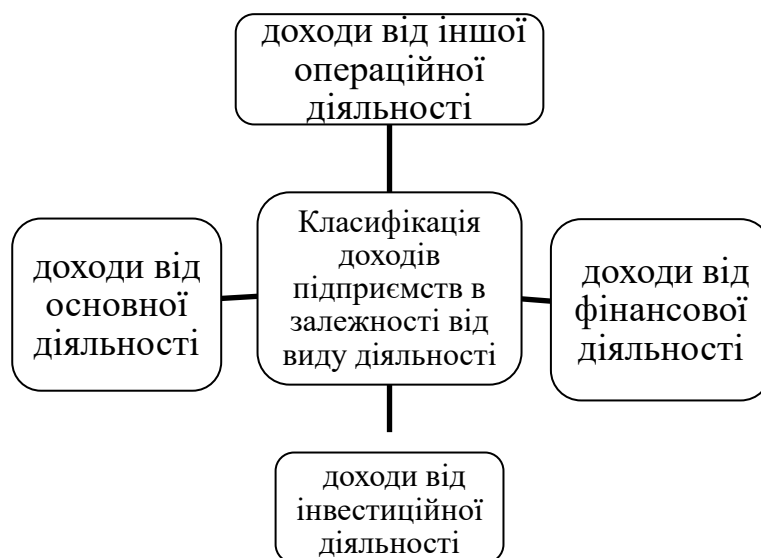 доходи від іншої
операційної
діяльності
доходи від
основної
діяльності
Класифікація
доходів
підприємств в
залежності від
виду діяльності
доходи від
фінансової
діяльності
доходи від
інвестиційної
діяльності